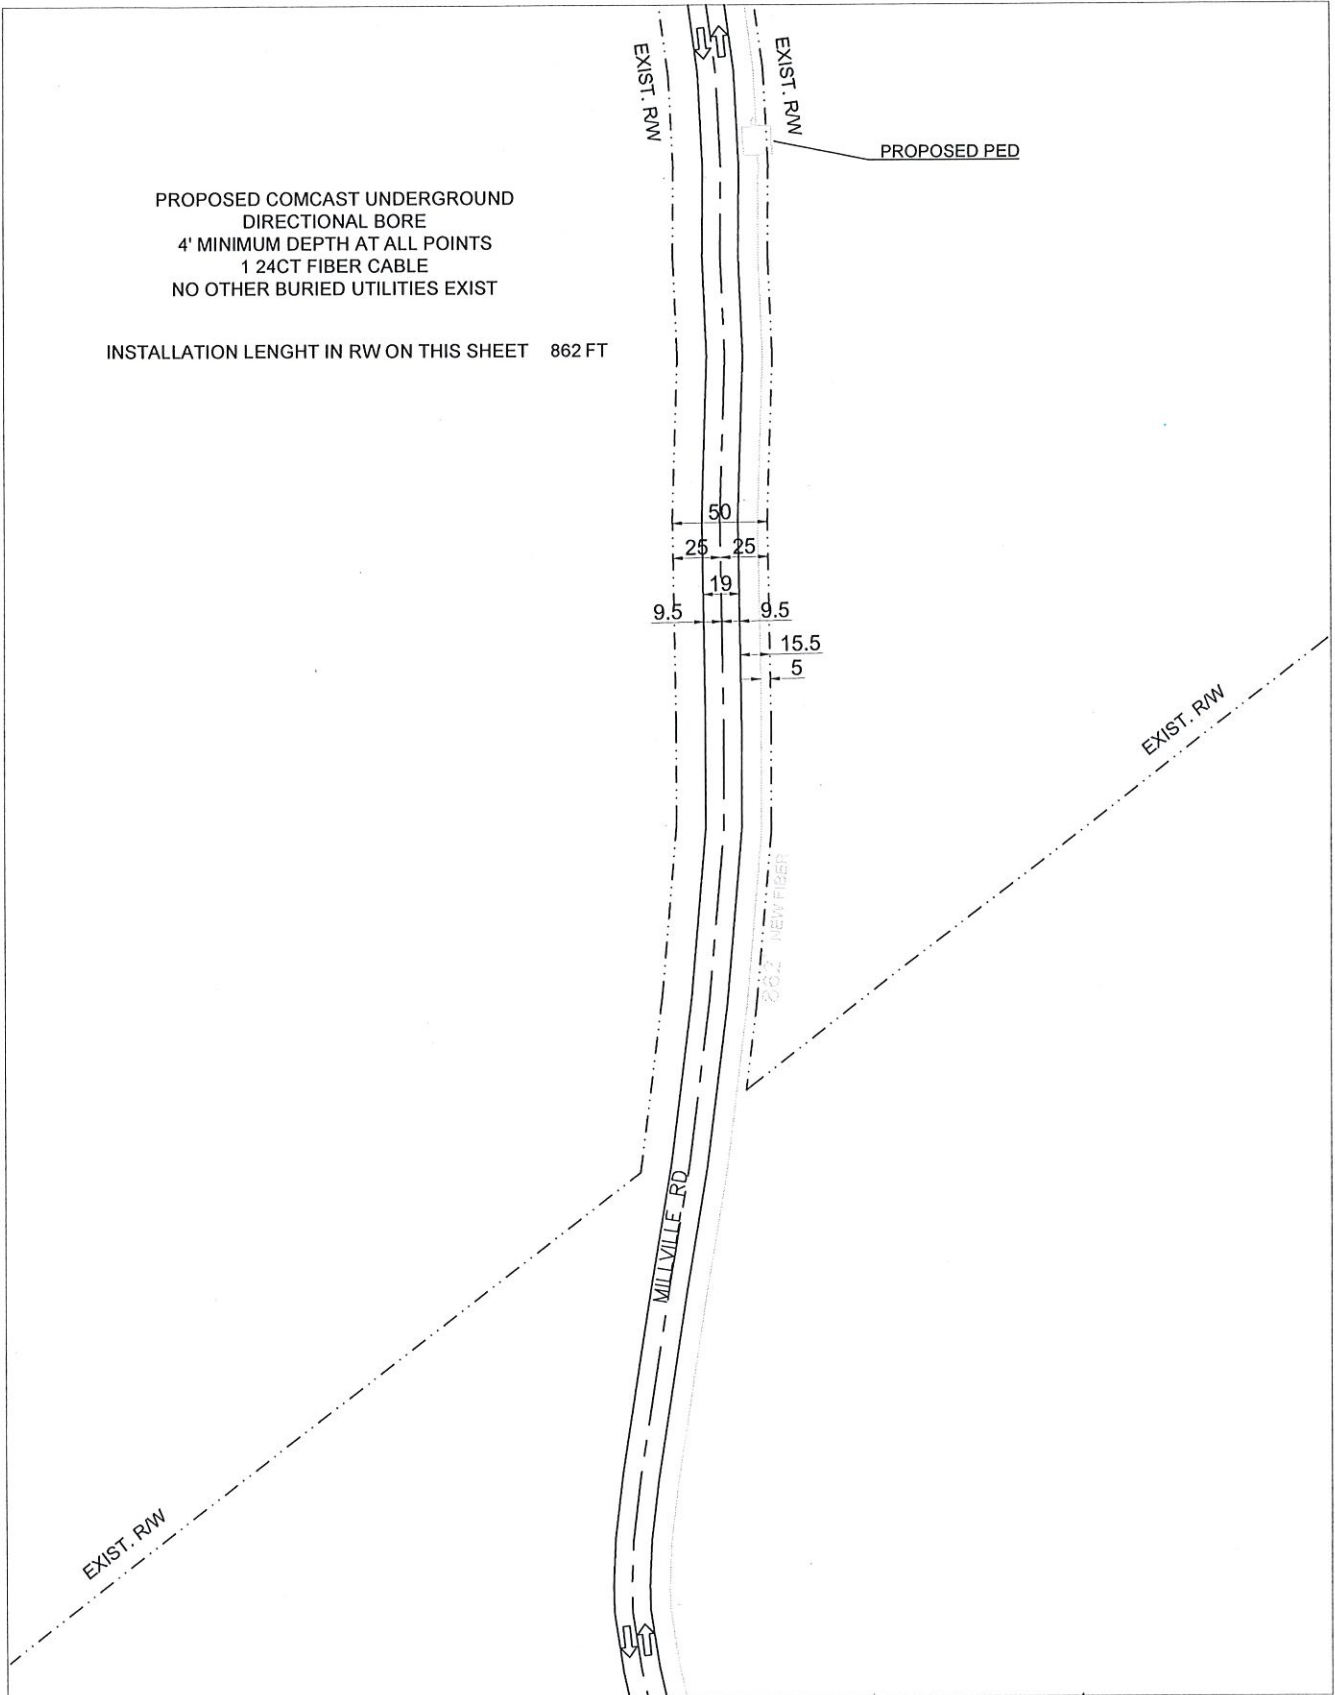 EXIST. R/W
EXIST. R/W
PROPOSED PED
PROPOSED COMCAST UNDERGROUND
DIRECTIONAL BORE
4' MINIMUM DEPTH AT ALL POINTS
1 24CT FIBER CABLE
NO OTHER BURIED UTILITIES EXIST
INSTALLATION LENGHT IN RW ON THIS SHEET 862 FT
50
25 25
19
9.5 9.5
15.5
5
EXIST. R/W
862' NEW FIBER
MILLVILLE RD
EXIST. R/W